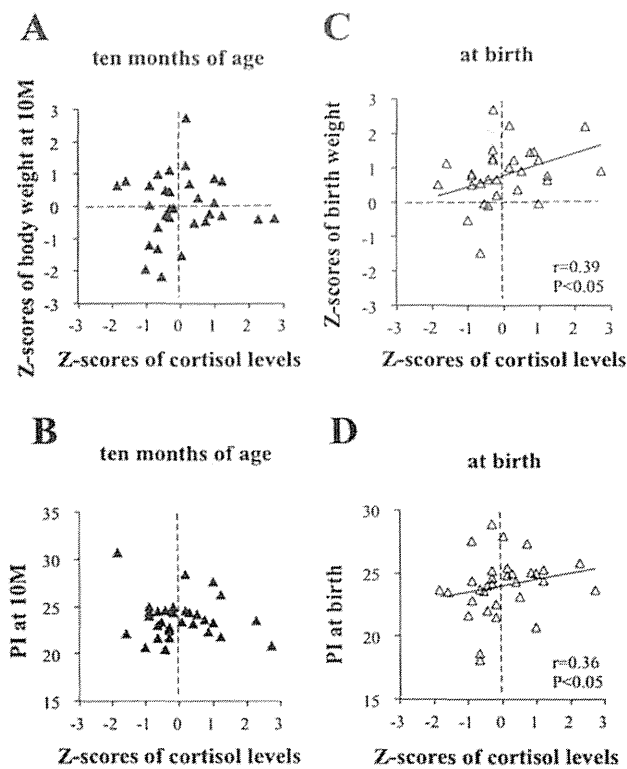 A
ten months of age
Z-scores of body weight at 10M
3
2
1
0
-1
-2
-3
-3 -2 -1 0 1 2 3
Z-scores of cortisol levels
C
at birth
Z-scores of birth weight
3
2
1
0
-1
-2
-3
r=0.39
P<0.05
-3 -2 -1 0 1 2 3
Z-scores of cortisol levels
B
ten months of age
PI at 10M
35
30
25
20
15
-3 -2 -1 0 1 2 3
Z-scores of cortisol levels
D
at birth
PI at birth
30
25
20
15
r=0.36
P<0.05
-3 -2 -1 0 1 2 3
Z-scores of cortisol levels